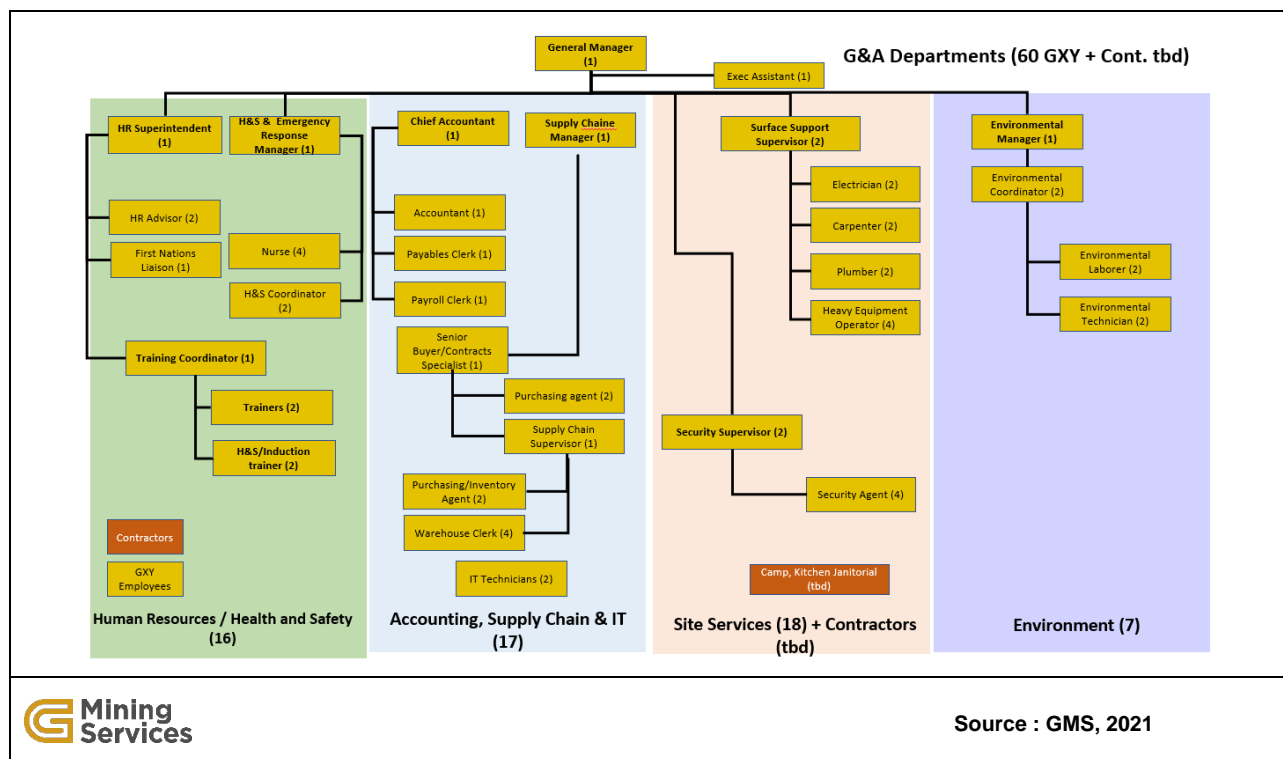 General Manager
(1)
G&A Departments (60 GXY + Cont. tbd)
Exec Assistant (1)
HR Superintendent
(1)
H&S & Emergency
Response
Manager (1)
HR Advisor (2)
First Nations
Liaison (1)
Nurse (4)
H&S Coordinator
(2)
Training Coordinator (1)
Trainers (2)
H&S/Induction
trainer (2)
Contractors
GXY
Employees
Human Resources / Health and Safety
(16)
Chief Accountant
(1)
Supply Chaine
Manager (1)
Accountant (1)
Payables Clerk (1)
Payroll Clerk (1)
Senior
Buyer/Contracts
Specialist (1)
Purchasing agent (2)
Supply Chain
Supervisor (1)
Purchasing/Inventory
Agent (2)
Warehouse Clerk (4)
IT Technicians (2)
Accounting, Supply Chain & IT
(17)
Surface Support
Supervisor (2)
Electrician (2)
Carpenter (2)
Plumber (2)
Heavy Equipment
Operator (4)
Security Supervisor (2)
Security Agent (4)
Camp, Kitchen Janitorial
(tbd)
Site Services (18) + Contractors
(tbd)
Environmental
Manager (1)
Environmental
Coordinator (2)
Environmental
Laborer (2)
Environmental
Technician (2)
Environment (7)
G Mining
Services
Source : GMS, 2021